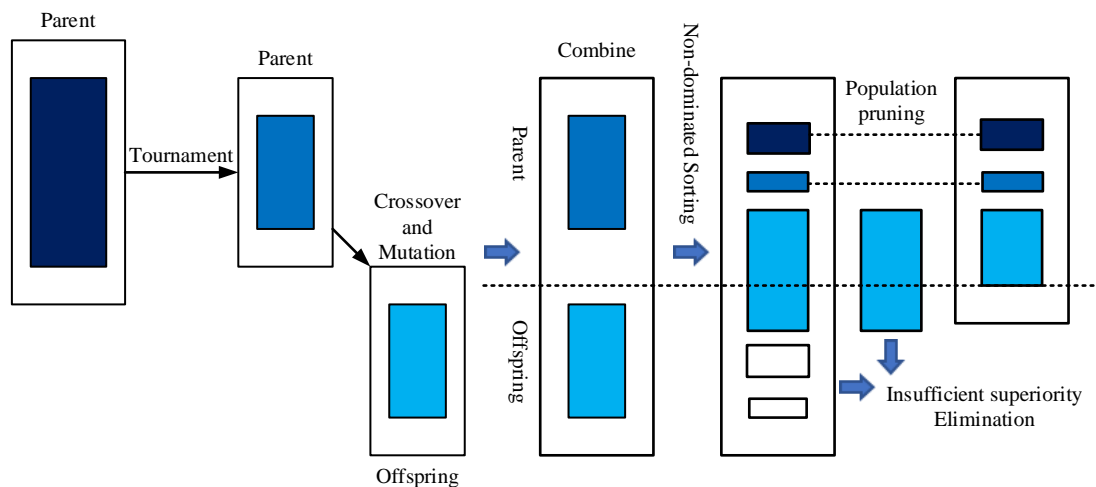 Parent
Tournament
Parent
Crossover
and
Mutation
Offspring
Combine
Parent
Offspring
Non-dominated Sorting
Population
pruning
Insufficient superiority
Elimination